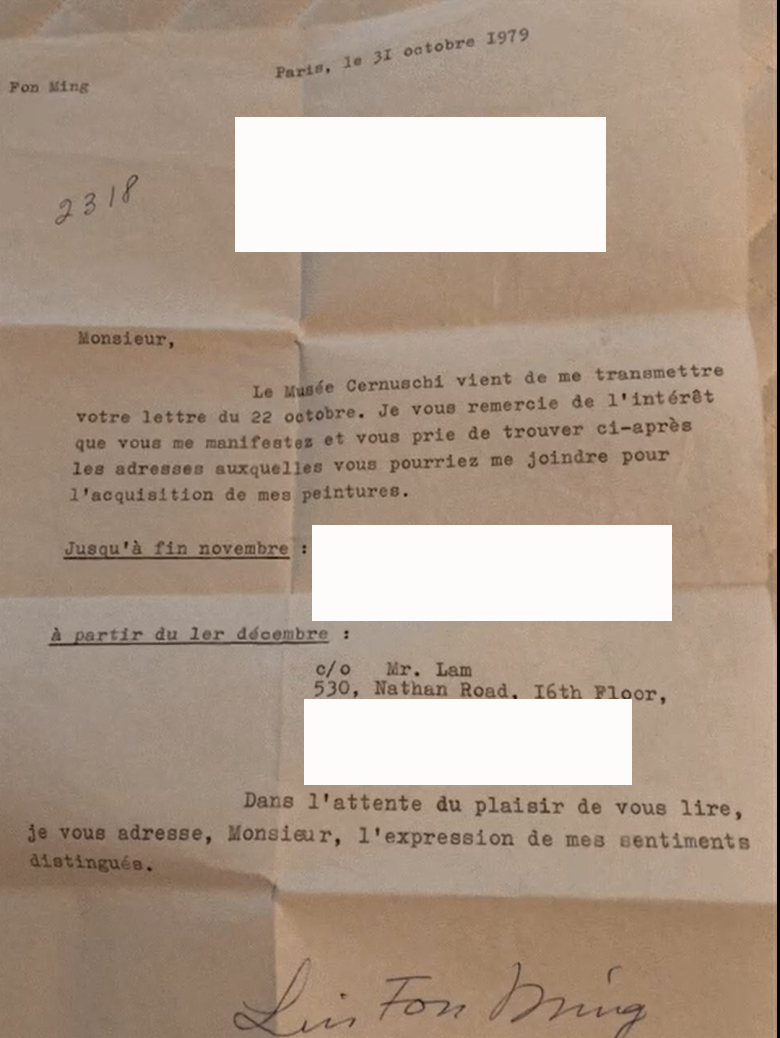 Paris, le 3I octobre I979
Fon Ming
2318
Monsieur,
Le Musée Cernuschi vient de me transmettre
votre lettre du 22 octobre. Je vous remercie de l'intérêt
que vous me manifestez et vous prie de trouver ci-après
les adresses auxquelles vous pourriez me joindre pour
l'acquisition de mes peintures.
Jusqu'à fin novembre :
à partir du 1er décembre :
c/o Mr. Lam
530, Nathan Road, I6th Floor,
Dans l'attente du plaisir de vous lire,
je vous adresse, Monsieur, l'expression de mes sentiments
distingués.
Lin Fon Ming